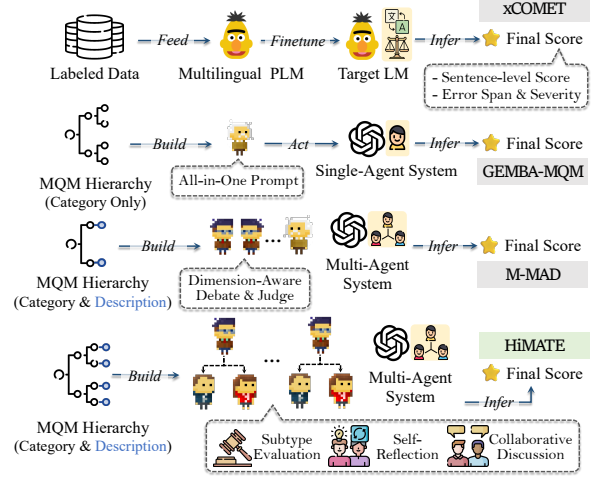 xCOMET
Feed
Finetune
Infer
Final Score
Labeled Data
Multilingual PLM
Target LM
- Sentence-level Score
- Error Span & Severity
Build
Act
Infer
Final Score
All-in-One Prompt
Single-Agent System
GEMBA-MQM
MQM Hierarchy
(Category Only)
Build
...
Infer
Final Score
Dimension-Aware
Debate & Judge
Multi-Agent
System
M-MAD
MQM Hierarchy
(Category & Description)
HiMATE
...
Build
Multi-Agent
System
Final Score
Infer
MQM Hierarchy
(Category & Description)
Subtype
Evaluation
Self-
Reflection
Collaborative
Discussion